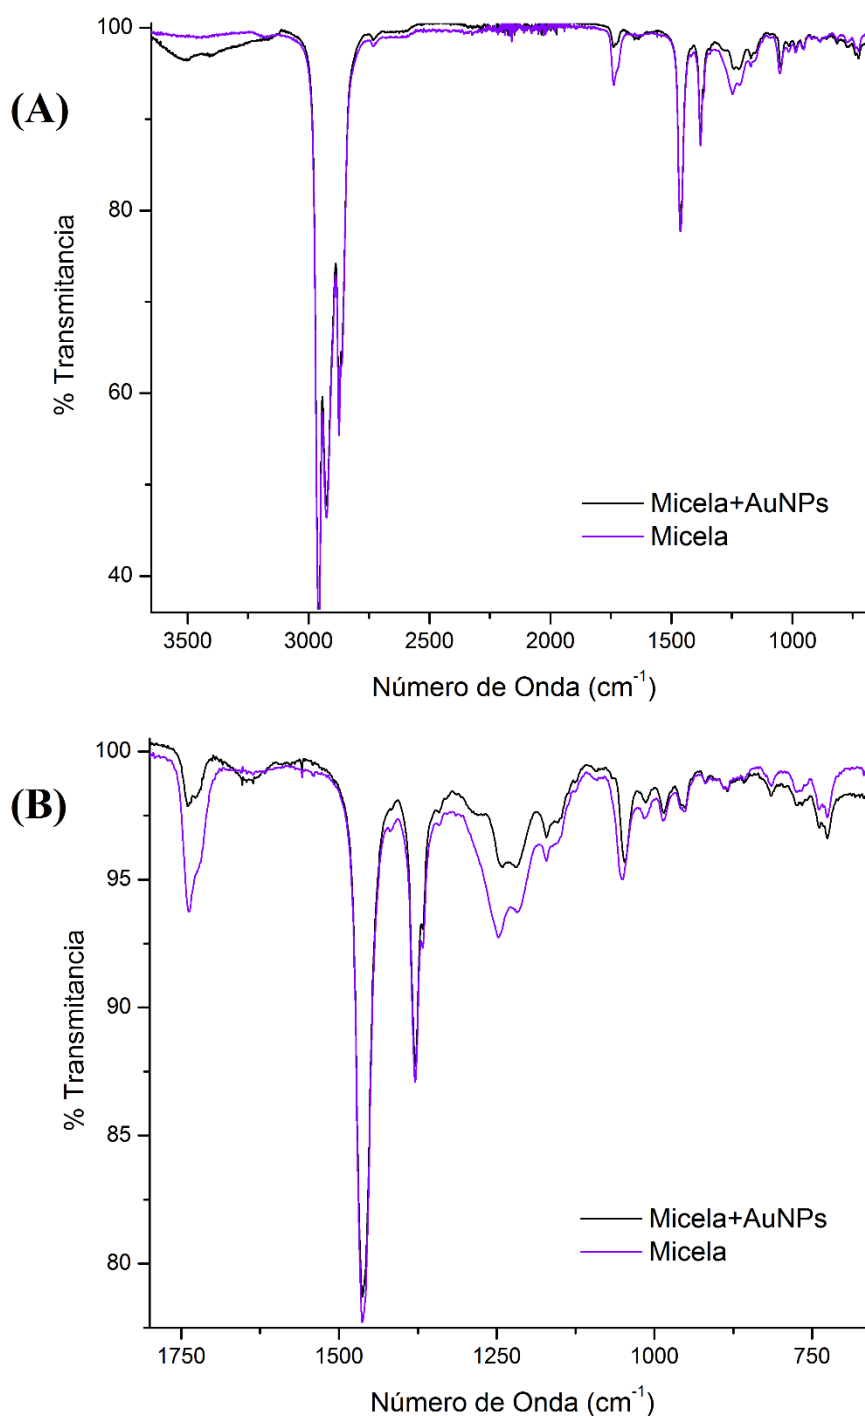 (A)
% Transmitancia
100
80
60
40
Micela+AuNPs
Micela
3500
3000
2500
2000
1500
1000
Número de Onda (cm-1)
(B)
% Transmitancia
100
95
90
85
80
Micela+AuNPs
Micela
1750
1500
1250
1000
750
Número de Onda (cm-1)